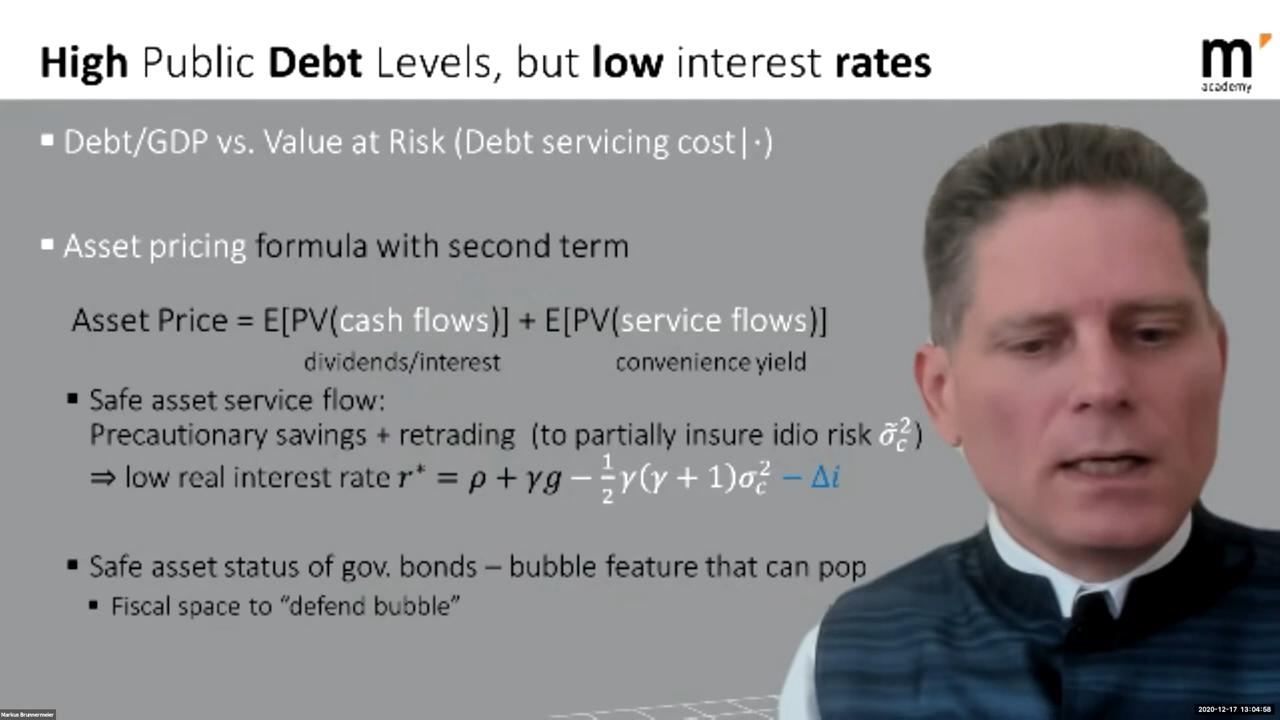 High Public Debt Levels, but low interest rates
m
academy
▪ Debt/GDP vs. Value at Risk (Debt servicing cost|·)
▪ Asset pricing formula with second term
Asset Price = E[PV(cash flows)] + E[PV(service flows)]
dividends/interest convenience yield
▪ Safe asset service flow:
Precautionary savings + retrading (to partially insure idio risk σ̃²_c)
⇒ low real interest rate r* = ρ + γg − ½γ(γ + 1)σ²_c − Δi
▪ Safe asset status of gov. bonds – bubble feature that can pop
▪ Fiscal space to “defend bubble”
Markus Brunnermeier
2020-12-17 13:04:58